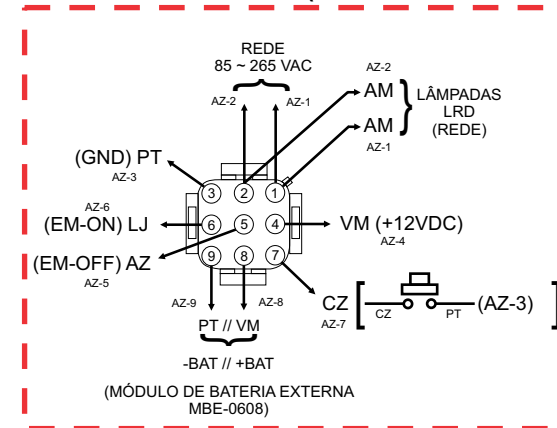 REDE
85 ~ 265 VAC
AZ-2
AZ-1
AZ-2
AM
AM
AZ-1
LÂMPADAS
LRD
(REDE)
(GND) PT
AZ-3
AZ-6
(EM-ON) LJ
(EM-OFF) AZ
AZ-5
3
2
1
6
5
4
9
8
7
VM (+12VDC)
AZ-4
CZ
AZ-7
CZ
PT
(AZ-3)
AZ-9
AZ-8
PT // VM
-BAT // +BAT
(MÓDULO DE BATERIA EXTERNA
MBE-0608)